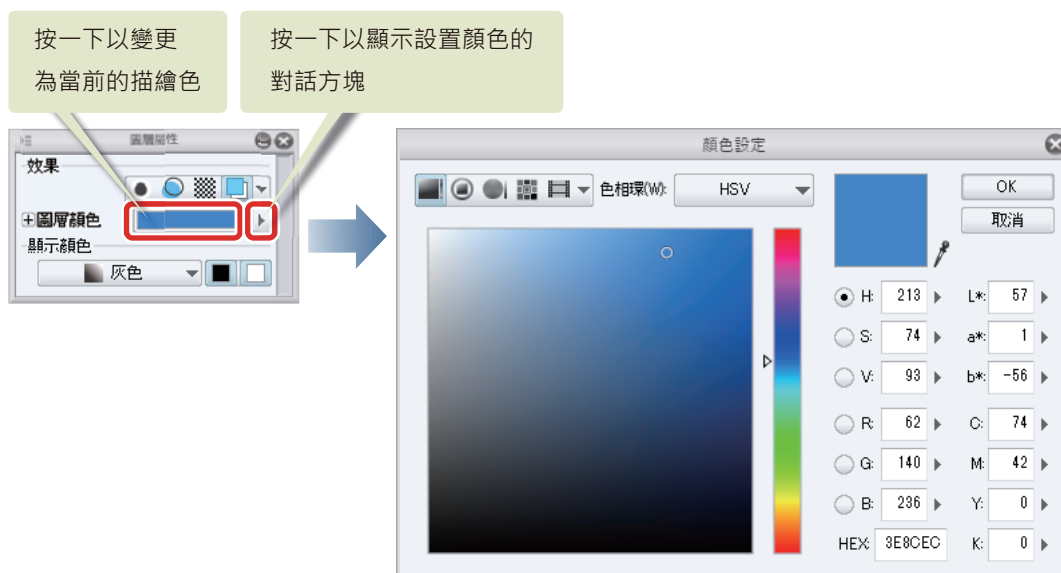 按一下以變更
為當前的描繪色
按一下以顯示設置顏色的
對話方塊
圖層屬性
效果
圖層顏色
顯示顏色
灰色
顏色設定
色相環(W): HSV
OK
取消
H: 213 L*: 57
S: 74 a*: 1
V: 93 b*: -56
R: 62 C: 74
G: 140 M: 42
B: 236 Y: 0
HEX: 3E8CEC K: 0